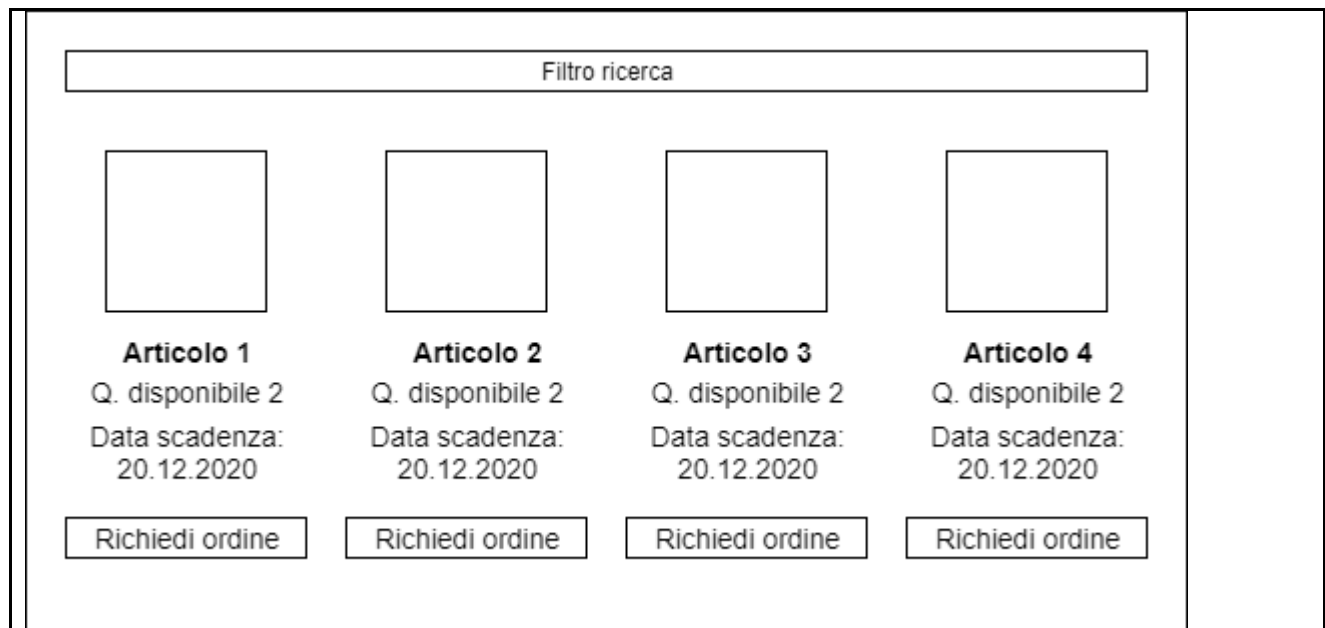 Filtro ricerca
Articolo 1
Q. disponibile 2
Data scadenza:
20.12.2020
Richiedi ordine
Articolo 2
Q. disponibile 2
Data scadenza:
20.12.2020
Richiedi ordine
Articolo 3
Q. disponibile 2
Data scadenza:
20.12.2020
Richiedi ordine
Articolo 4
Q. disponibile 2
Data scadenza:
20.12.2020
Richiedi ordine